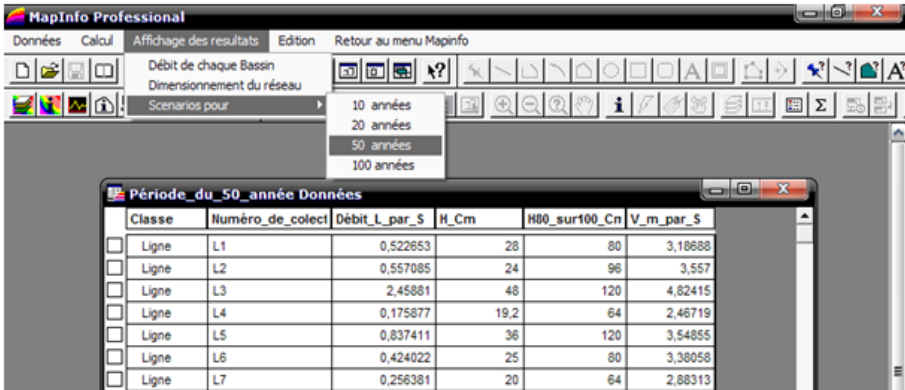 MapInfo Professional
Données Calcul Affichage des resultats Edition Retour au menu Mapinfo
Débit de chaque Bassin
Dimensionnement du réseau
Scenarios pour
10 années
20 années
50 années
100 années
Période_du_50_année Données
Classe Numéro_de_colect Débit_L_par_S H_Cm H80_sur100_Cm V_m_par_S
Ligne L1 0,522653 28 80 3,18688
Ligne L2 0,557085 24 96 3,557
Ligne L3 2,45881 48 120 4,82415
Ligne L4 0,175877 19,2 64 2,46719
Ligne L5 0,837411 36 120 3,54855
Ligne L6 0,424022 25 80 3,38058
Ligne L7 0,256381 20 64 2,88313